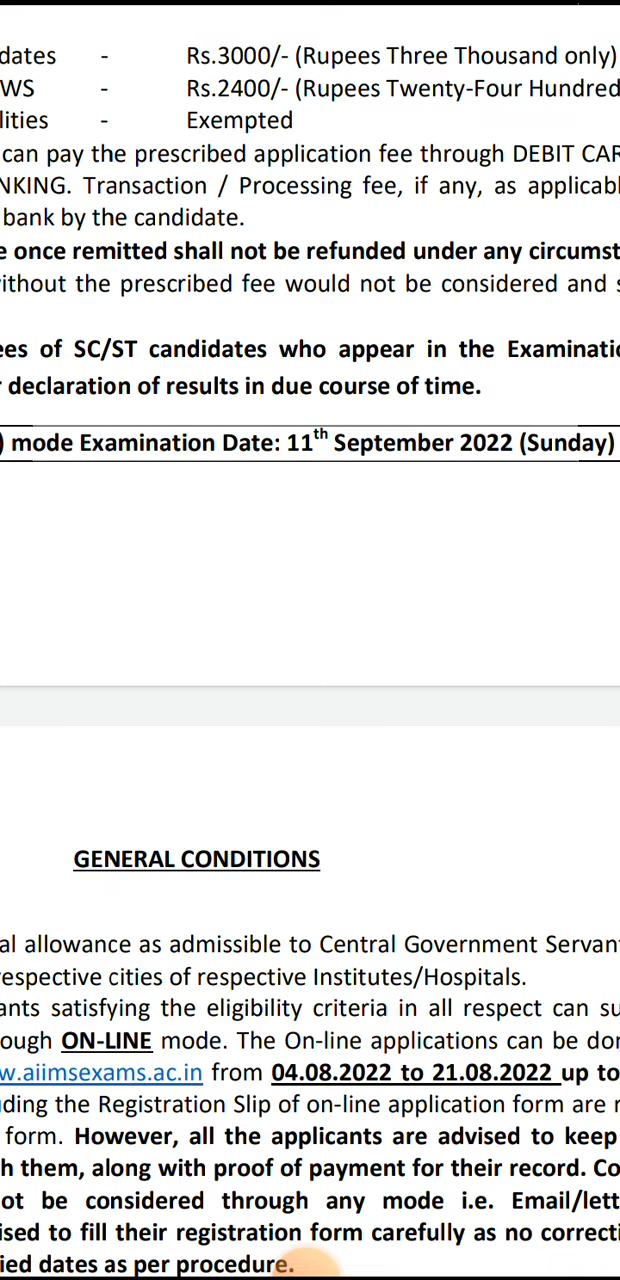 dates - Rs.3000/- (Rupees Three Thousand only)
WS - Rs.2400/- (Rupees Twenty-Four Hundred
lities - Exempted
can pay the prescribed application fee through DEBIT CAR
NKING. Transaction / Processing fee, if any, as applicabl
bank by the candidate.
e once remitted shall not be refunded under any circumst
ithout the prescribed fee would not be considered and s
ees of SC/ST candidates who appear in the Examinatio
r declaration of results in due course of time.
) mode Examination Date: 11th September 2022 (Sunday)
GENERAL CONDITIONS
al allowance as admissible to Central Government Servant
respective cities of respective Institutes/Hospitals.
ants satisfying the eligibility criteria in all respect can su
ough ON-LINE mode. The On-line applications can be don
w.aiimsexams.ac.in from 04.08.2022 to 21.08.2022 up to
ding the Registration Slip of on-line application form are r
form. However, all the applicants are advised to keep
h them, along with proof of payment for their record. Co
ot be considered through any mode i.e. Email/lett
ised to fill their registration form carefully as no correcti
ied dates as per procedure.